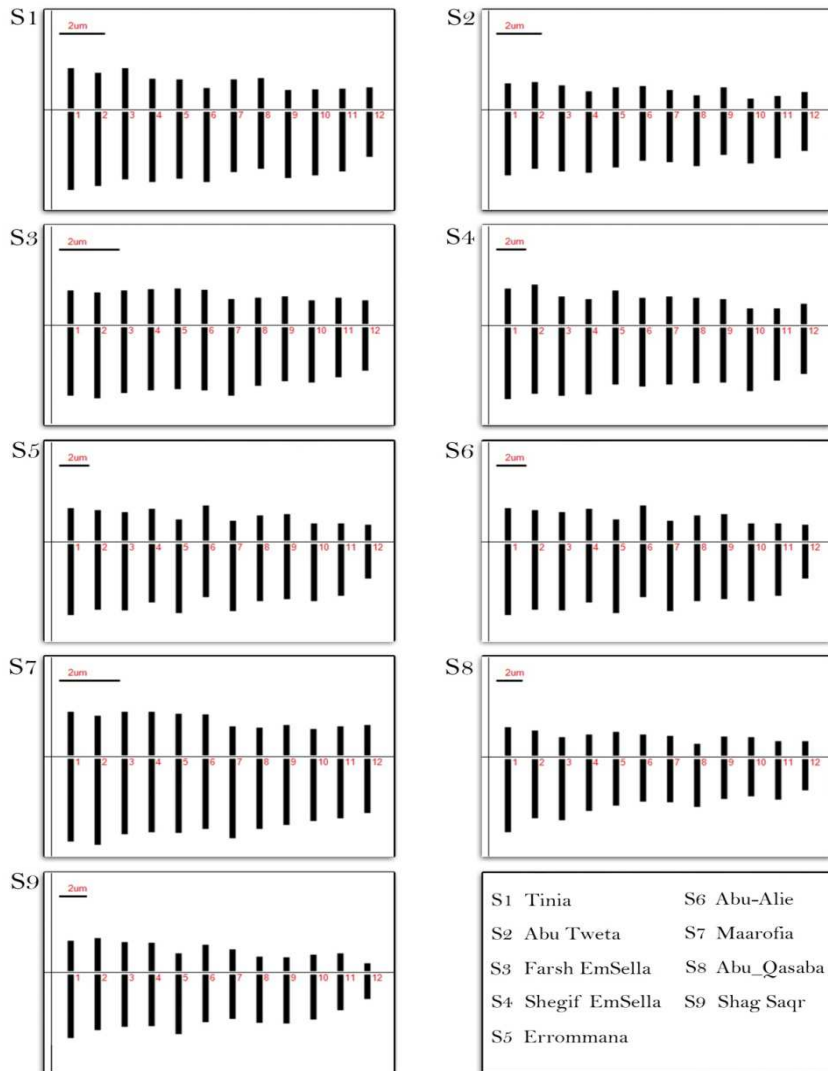 S1
2um
1 2 3 4 5 6 7 8 9 10 11 12
S2
2um
1 2 3 4 5 6 7 8 9 10 11 12
S3
2um
1 2 3 4 5 6 7 8 9 10 11 12
S4
2um
1 2 3 4 5 6 7 8 9 10 11 12
S5
2um
1 2 3 4 5 6 7 8 9 10 11 12
S6
2um
1 2 3 4 5 6 7 8 9 10 11 12
S7
2um
1 2 3 4 5 6 7 8 9 10 11 12
S8
2um
1 2 3 4 5 6 7 8 9 10 11 12
S9
2um
1 2 3 4 5 6 7 8 9 10 11 12
S1 Tinia
S2 Abu Tweta
S3 Farsh EmSella
S4 Shegif EmSella
S5 Errommana
S6 Abu-Alie
S7 Maarofia
S8 Abu_Qasaba
S9 Shag Saqr